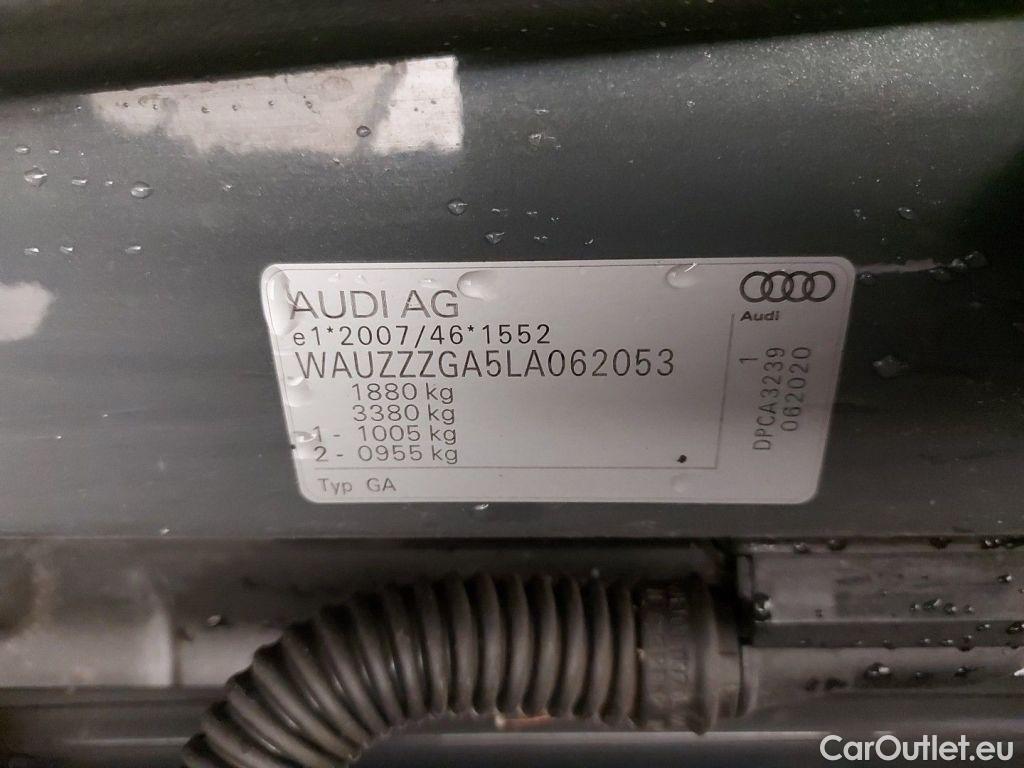 AUDI AG
e1*2007/46*1552
WAUZZZGA5LA062053
1880 kg
3380 kg
1- 1005 kg
2- 0955 kg
Typ GA
Audi
1
DPCA3239
062020
CarOutlet.eu